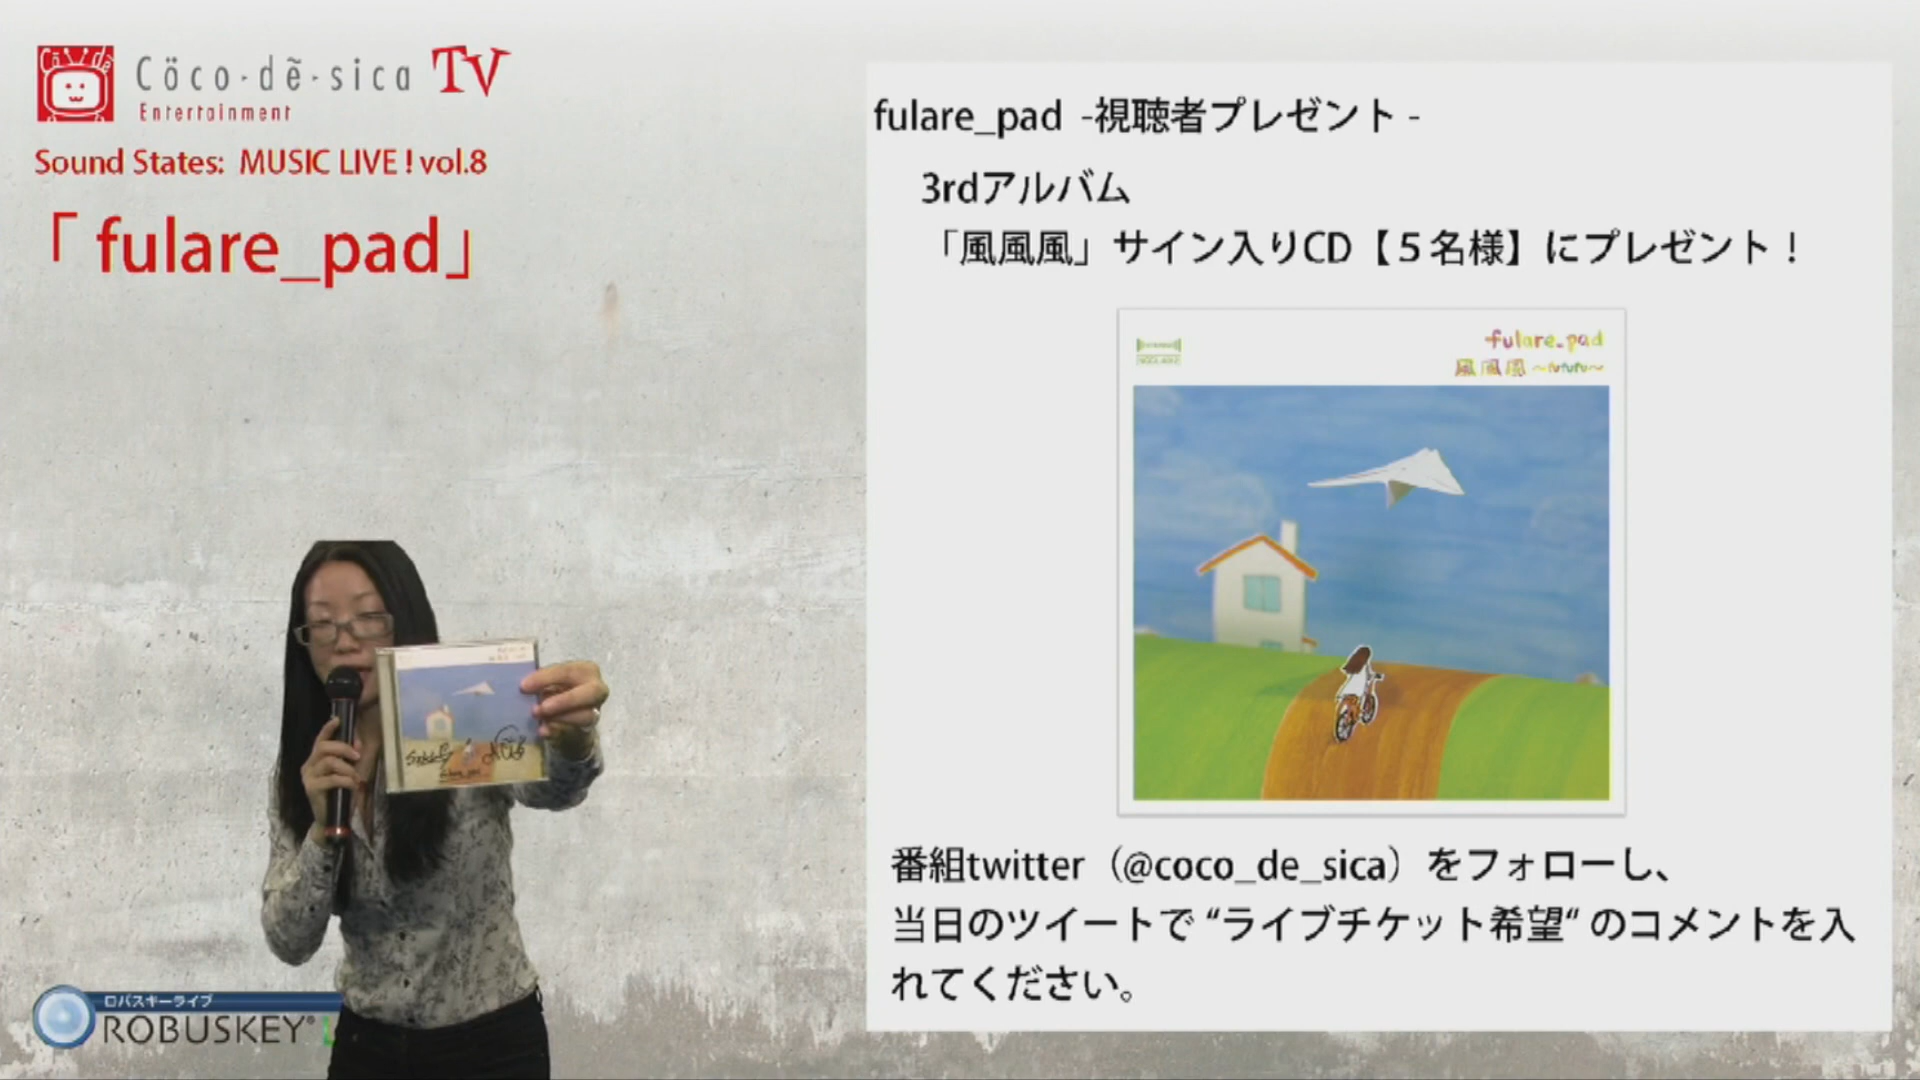 Cöco-dẽ-sica TV
Entertainment
Sound States: MUSIC LIVE ! vol.8
「 fulare_pad」
fulare_pad -視聴者プレゼント -
3rdアルバム
「風風風」サイン入りCD【５名様】にプレゼント！
fulare_pad
風風風 ～fufufu～
番組twitter（@coco_de_sica）をフォローし、
当日のツイートで “ライブチケット希望“ のコメントを入
れてください。
ロバスキーライブ
ROBUSKEY®